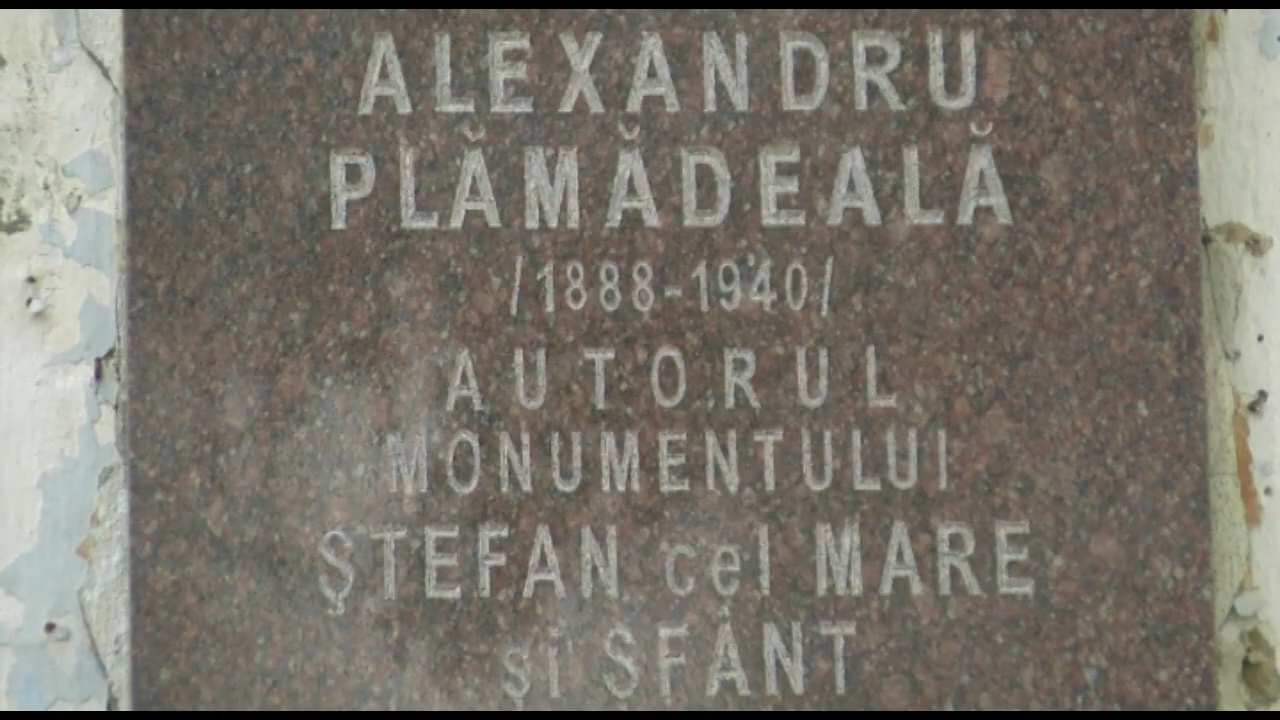 ALEXANDRU
PLĂMĂDEALĂ
/1888-1940/
AUTORUL
MONUMENTULUI
ŞTEFAN cel MARE
şi SFÂNT